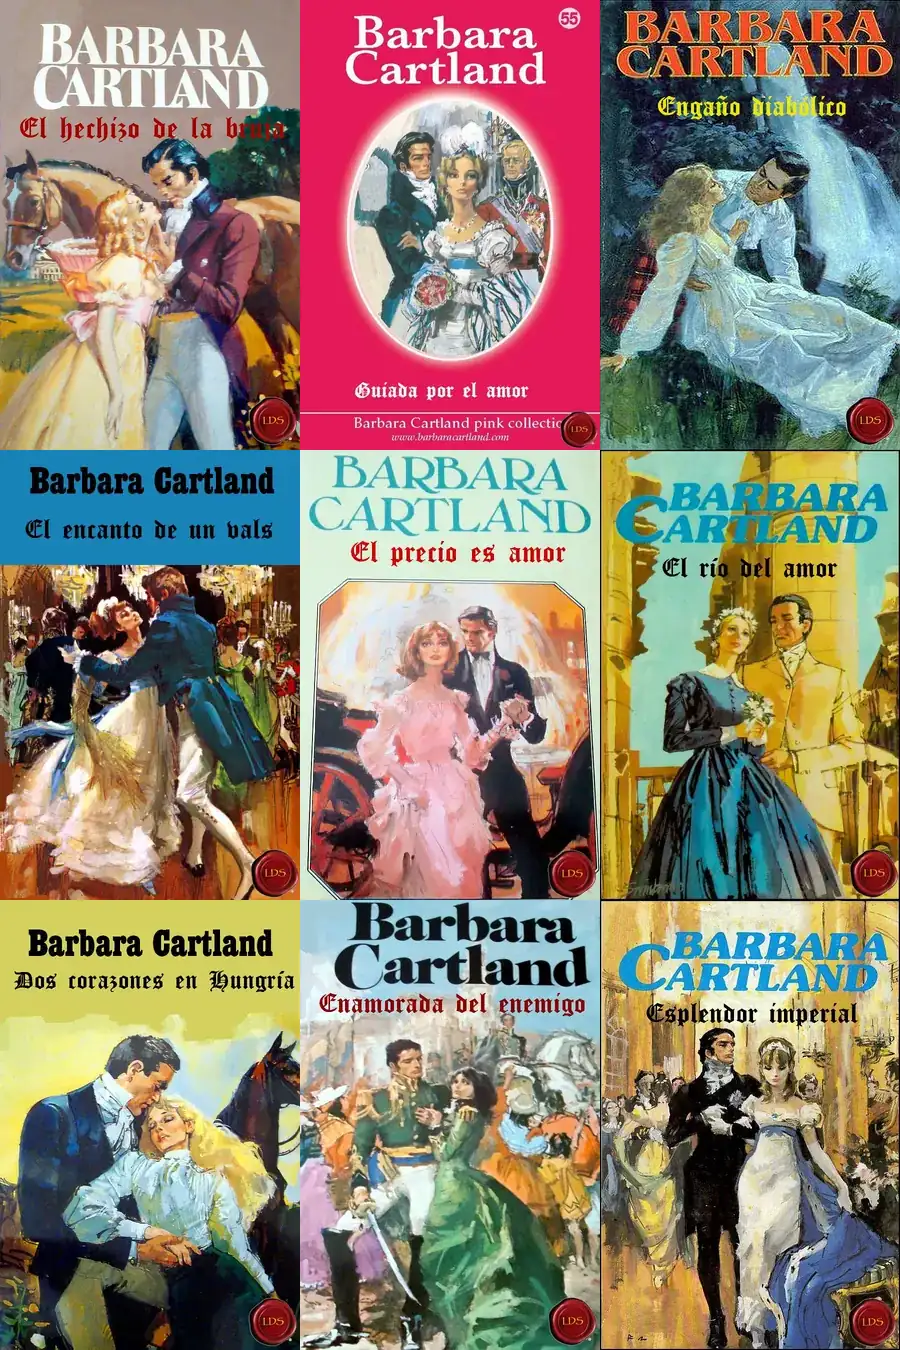 BARBARA
CARTLAND
El hechizo de la bruja
LDS
55
Barbara
Cartland
Guiada por el amor
Barbara Cartland pink collectio
www.barbaracartland.com
LDS
BARBARA
CARTLAND
Engaño diabólico
LDS
Barbara Cartland
El encanto de un vals
LDS
BARBARA
CARTLAND
El precio es amor
LDS
BARBARA
CARTLAND
El río del amor
LDS
Barbara Cartland
Dos corazones en Hungría
LDS
Barbara
Cartland
Enamorada del enemigo
LDS
BARBARA
CARTLAND
Esplendor imperial
LDS